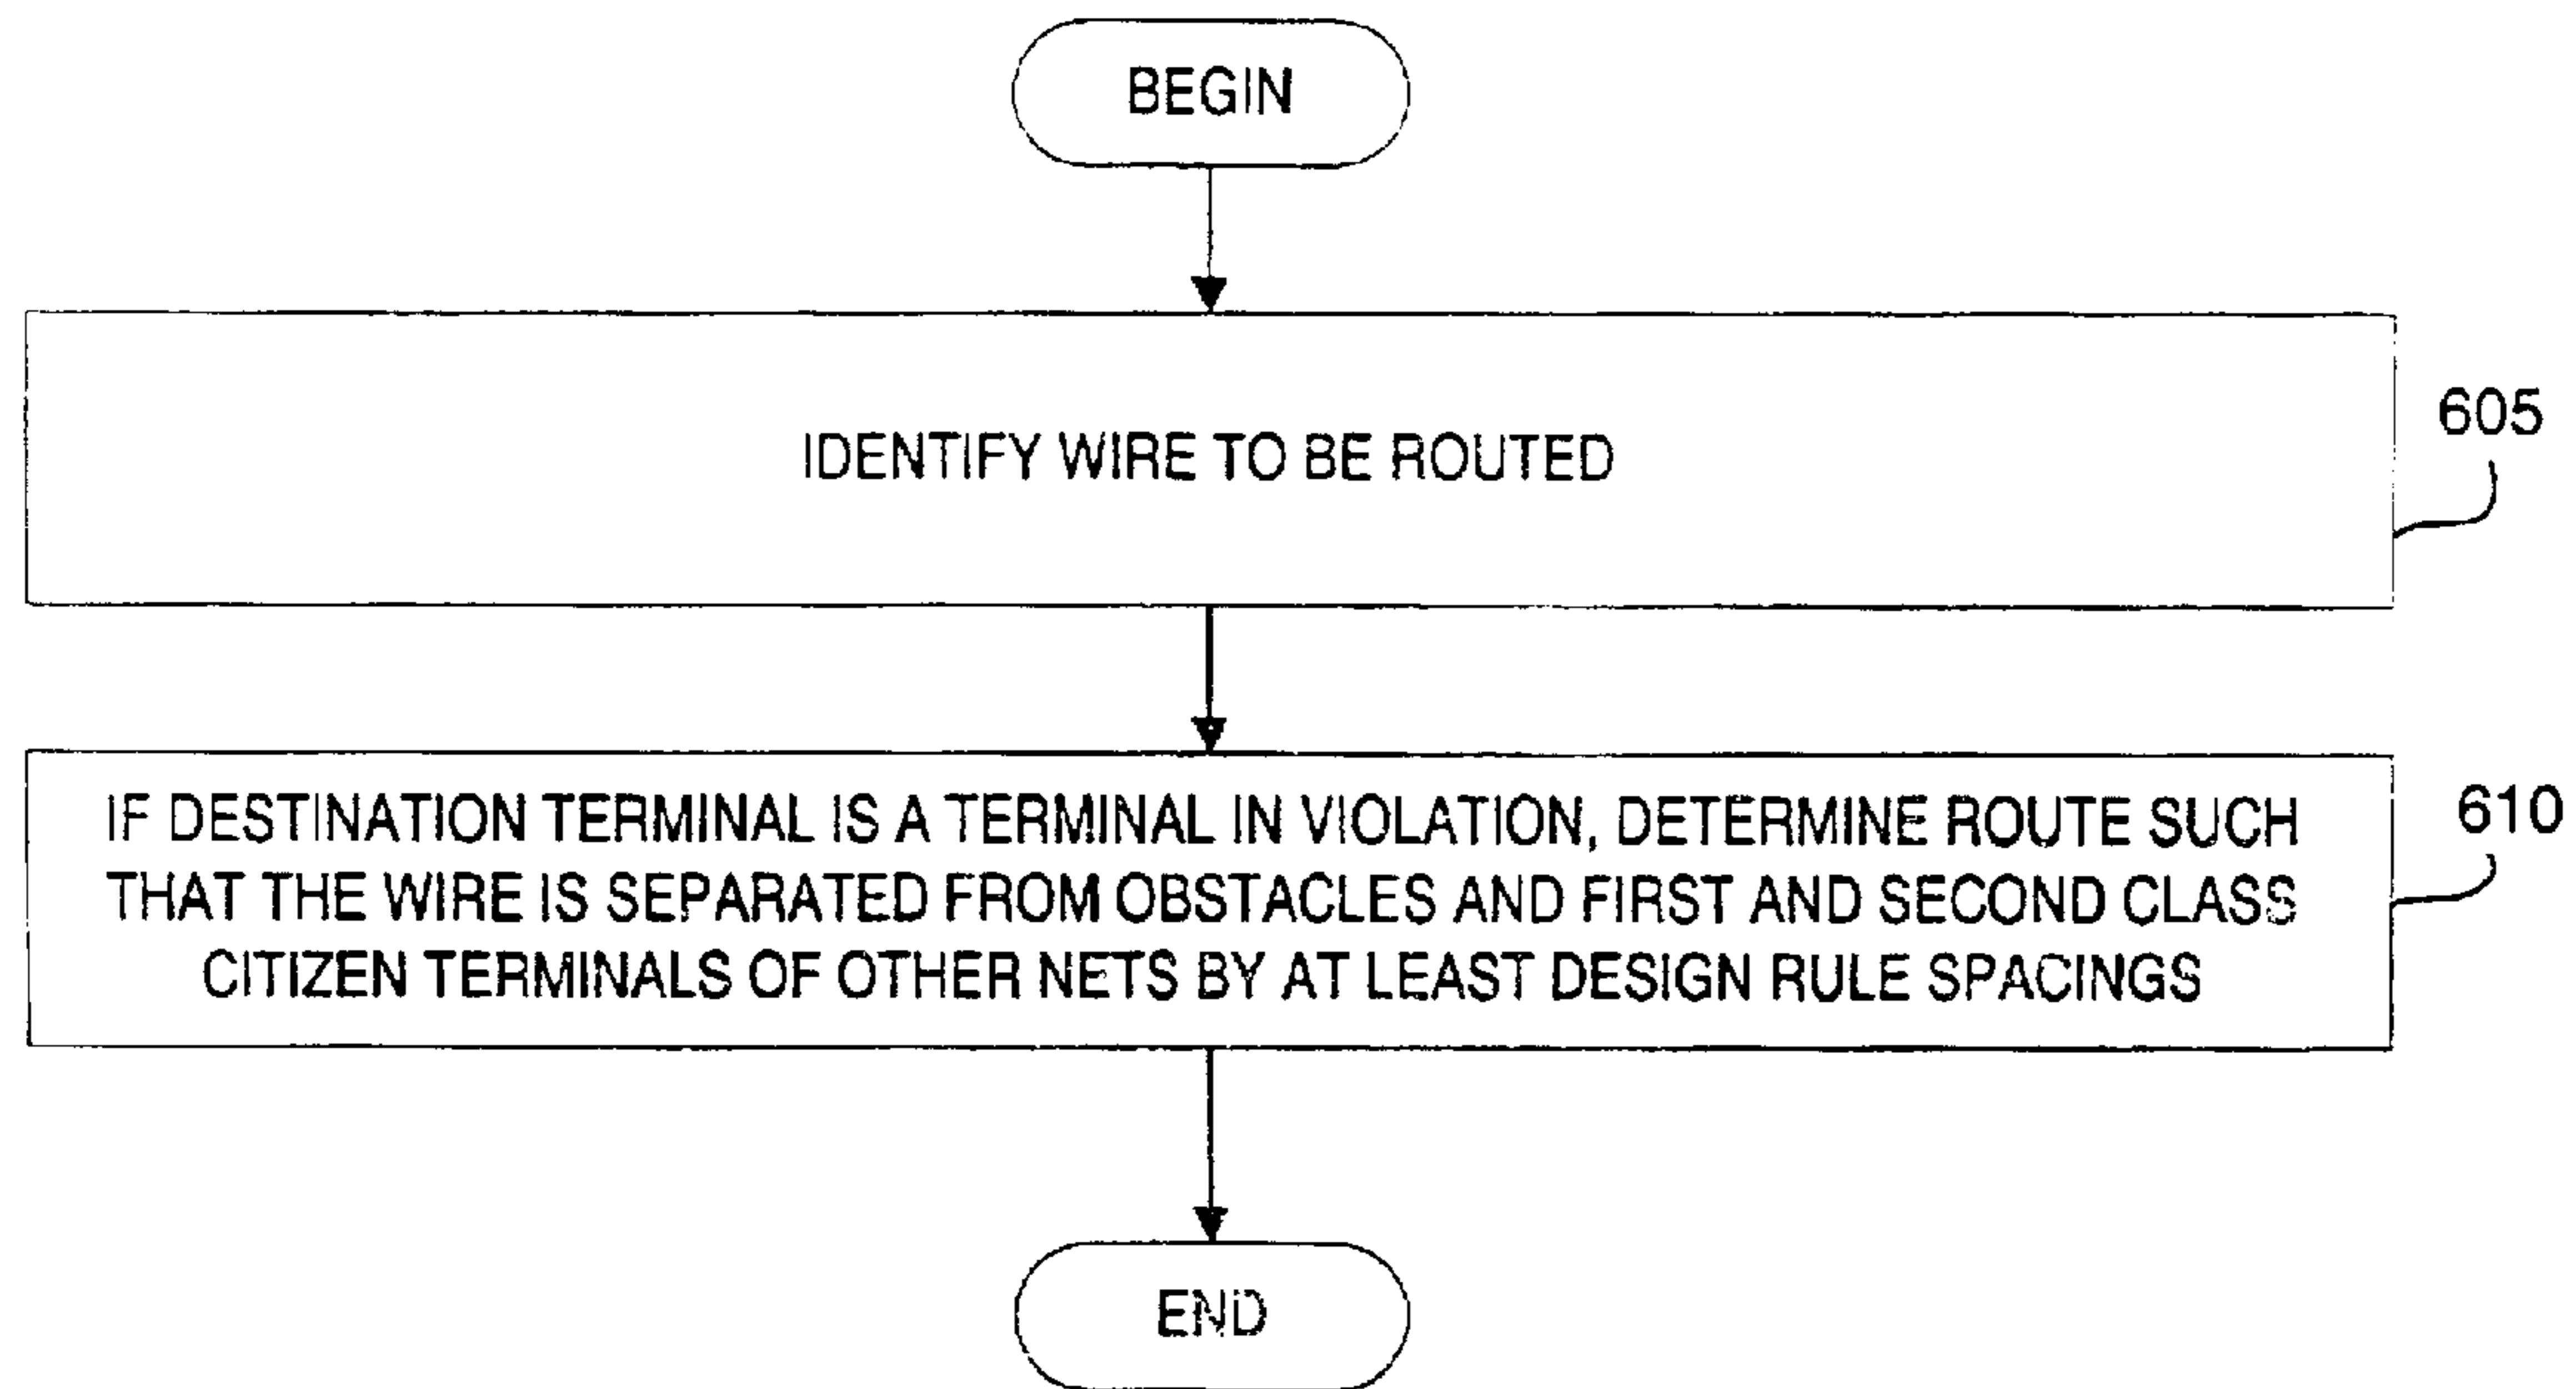 BEGIN
IDENTIFY WIRE TO BE ROUTED
605
IF DESTINATION TERMINAL IS A TERMINAL IN VIOLATION, DETERMINE ROUTE SUCH
THAT THE WIRE IS SEPARATED FROM OBSTACLES AND FIRST AND SECOND CLASS
CITIZEN TERMINALS OF OTHER NETS BY AT LEAST DESIGN RULE SPACINGS
610
END